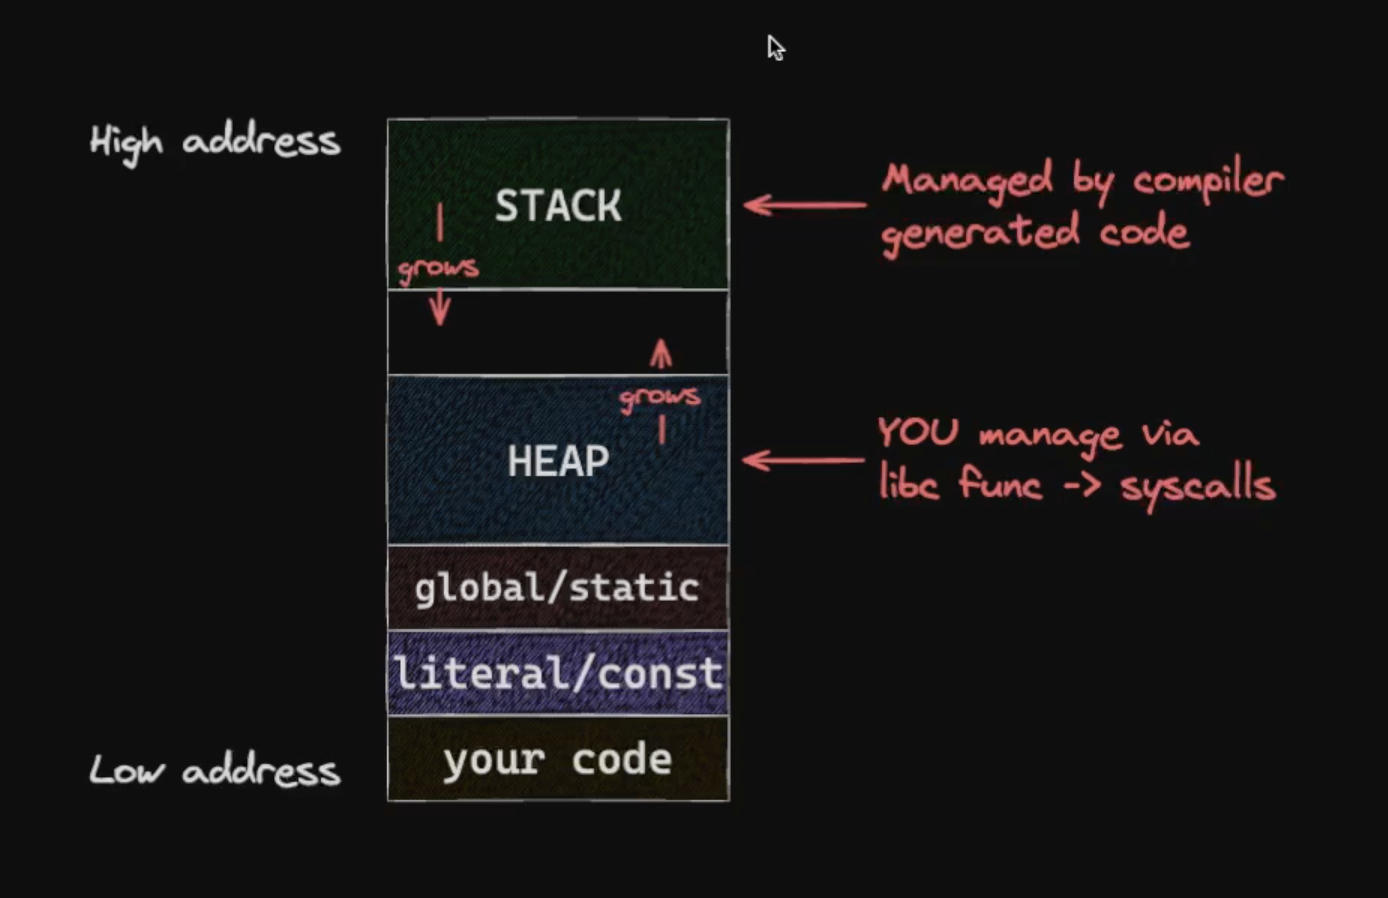 High address
STACK
grows
Managed by compiler
generated code
grows
HEAP
YOU manage via
libc func -> syscalls
global/static
literal/const
your code
Low address